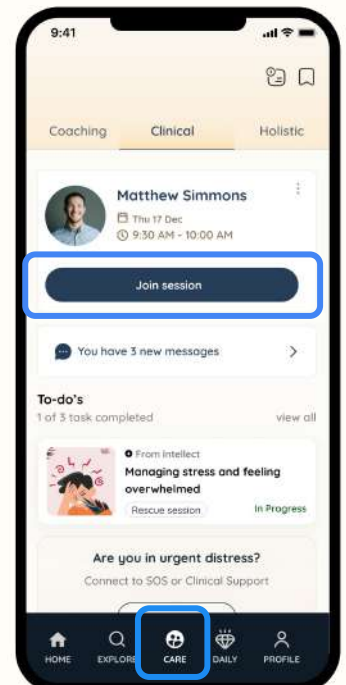 9:41
Coaching Clinical Holistic
Matthew Simmons
Thu 17 Dec
9:30 AM - 10:00 AM
Join session
You have 3 new messages
To-do's
1 of 3 task completed view all
From intellect
Managing stress and feeling
overwhelmed
Rescue session In Progress
Are you in urgent distress?
Connect to SOS or Clinical Support
HOME EXPLORE CARE DAILY PROFILE